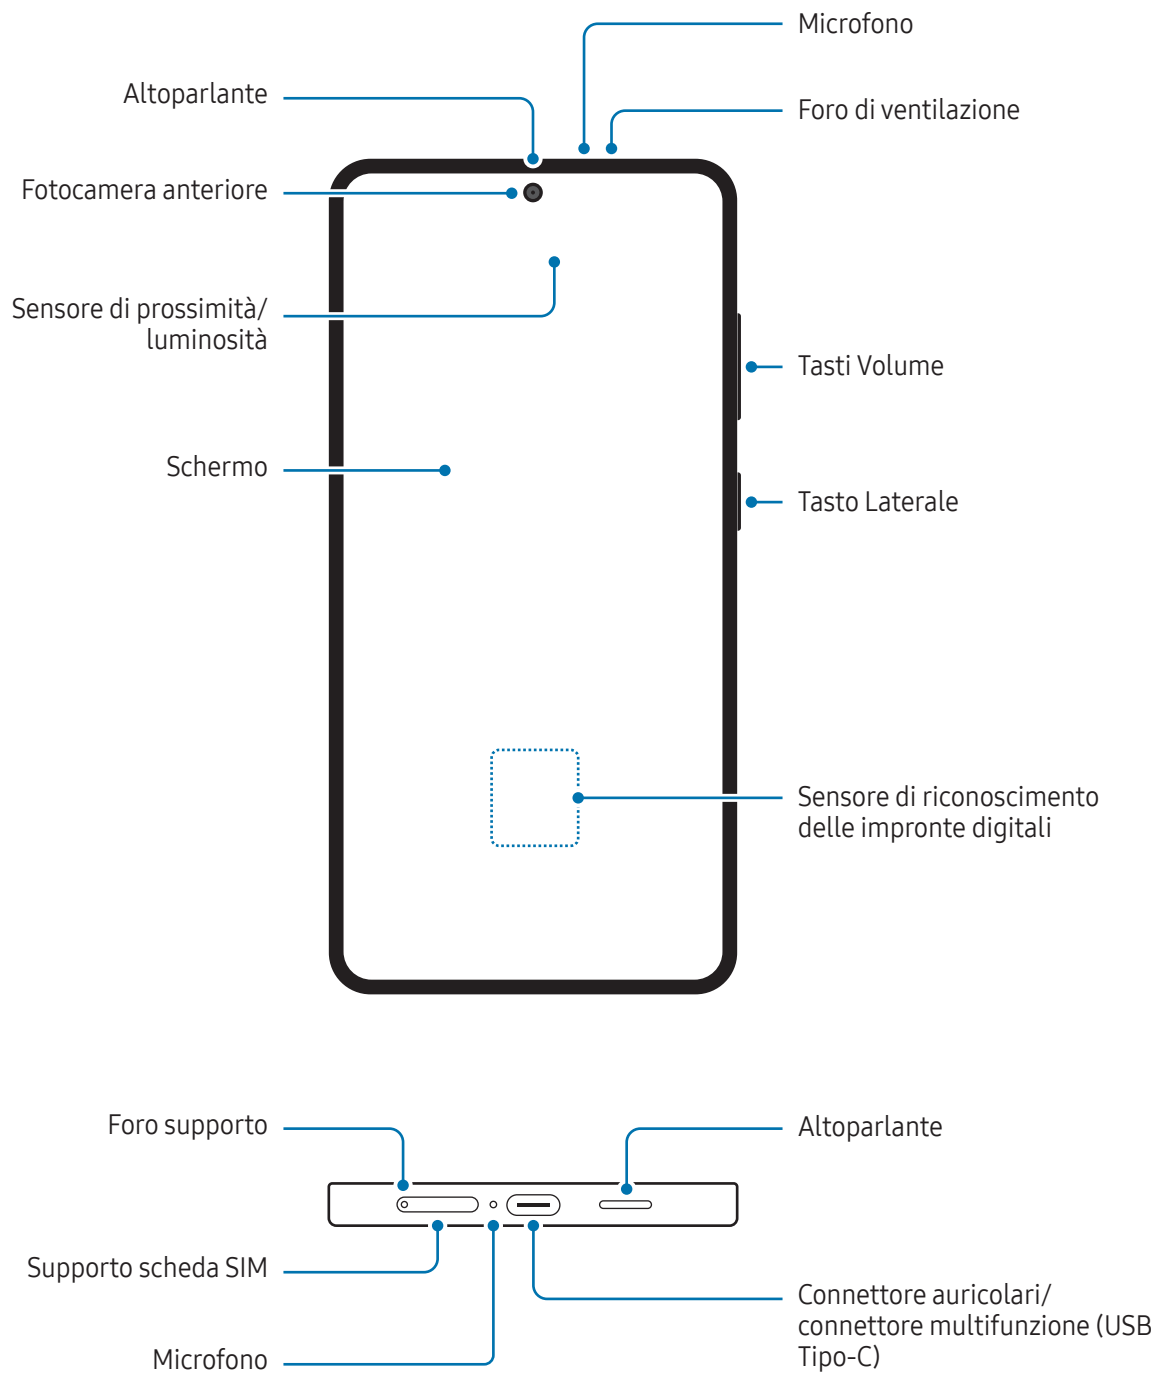 Microfono
Altoparlante
Foro di ventilazione
Fotocamera anteriore
Sensore di prossimità/
luminosità
Tasti Volume
Schermo
Tasto Laterale
Sensore di riconoscimento
delle impronte digitali
Foro supporto
Altoparlante
Supporto scheda SIM
Connettore auricolari/
connettore multifunzione (USB
Tipo-C)
Microfono